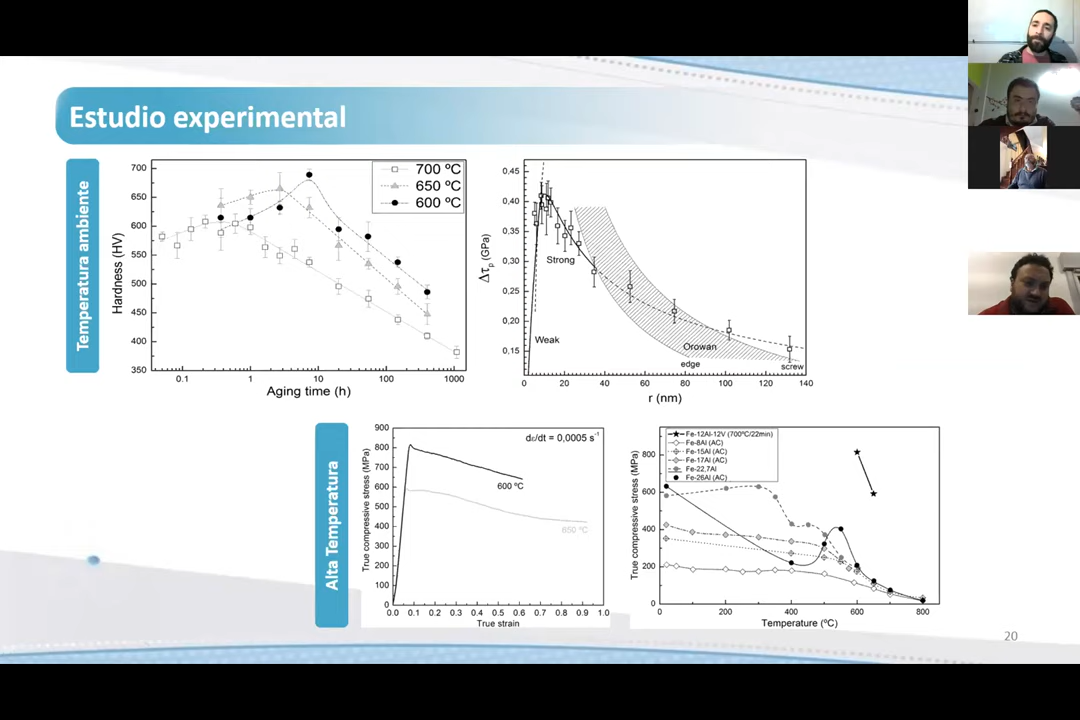 Estudio experimental
Temperatura ambiente
700 ºC
650 ºC
600 ºC
Hardness (HV)
700
650
600
550
500
450
400
350
0.1
1
10
100
1000
Aging time (h)
Δτp (GPa)
0,45
0,40
0,35
0,30
0,25
0,20
0,15
Strong
Weak
Orowan
edge
screw
0
20
40
60
80
100
120
140
r (nm)
Alta Temperatura
True compressive stress (MPa)
900
800
700
600
500
400
300
200
100
0
dε/dt = 0,0005 s-1
600 ºC
650 ºC
0.0
0.1
0.2
0.3
0.4
0.5
0.6
0.7
0.8
0.9
1.0
True strain
True compressive stress (MPa)
800
600
400
200
0
Fe-12Al-12V (700ºC/22min)
Fe-8Al (AC)
Fe-15Al (AC)
Fe-17Al (AC)
Fe-22,7Al
Fe-26Al (AC)
200
400
600
800
Temperature (ºC)
20